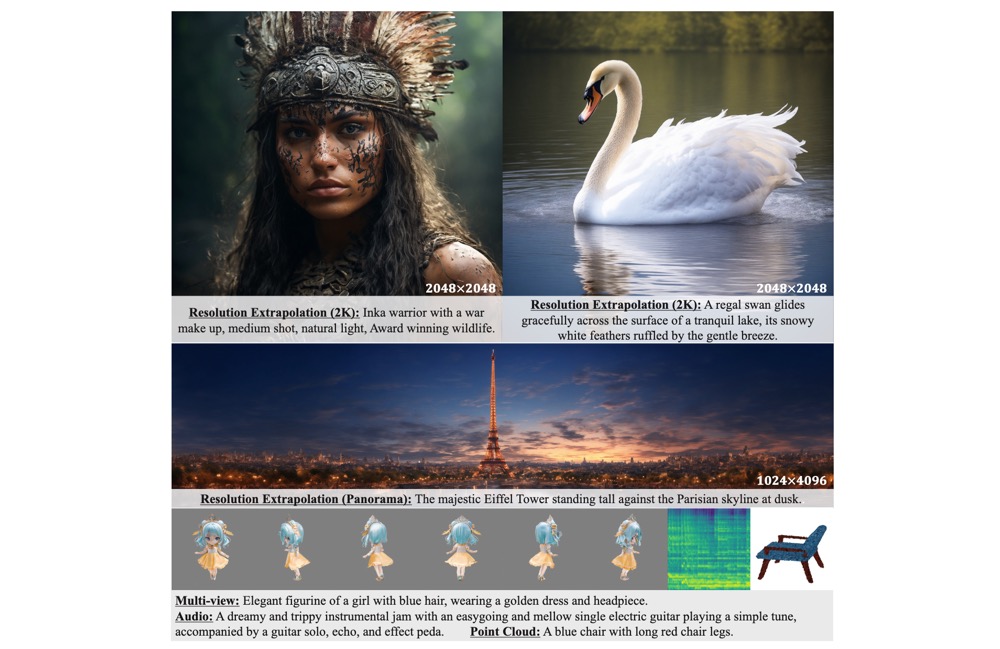 2048×2048
2048×2048
Resolution Extrapolation (2K): Inka warrior with a war
make up, medium shot, natural light, Award winning wildlife.
Resolution Extrapolation (2K): A regal swan glides
gracefully across the surface of a tranquil lake, its snowy
white feathers ruffled by the gentle breeze.
1024×4096
Resolution Extrapolation (Panorama): The majestic Eiffel Tower standing tall against the Parisian skyline at dusk.
Multi-view: Elegant figurine of a girl with blue hair, wearing a golden dress and headpiece.
Audio: A dreamy and trippy instrumental jam with an easygoing and mellow single electric guitar playing a simple tune,
accompanied by a guitar solo, echo, and effect peda. Point Cloud: A blue chair with long red chair legs.